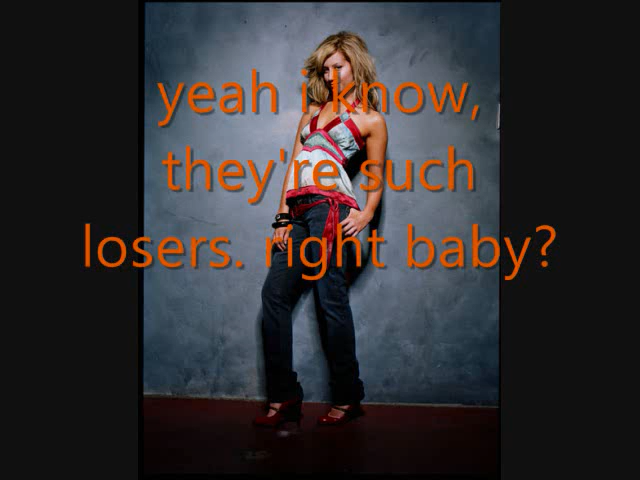 yeah i know,
they're such
losers. right baby?